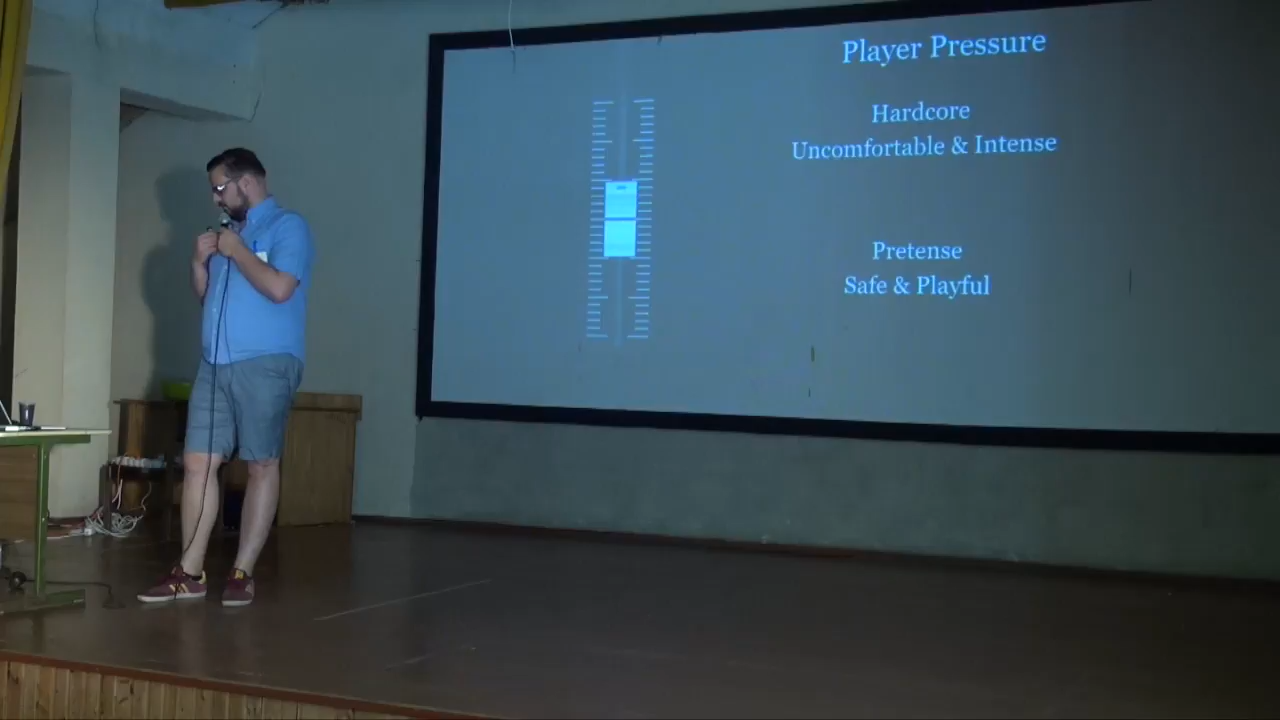 Player Pressure
Hardcore
Uncomfortable & Intense
Pretense
Safe & Playful